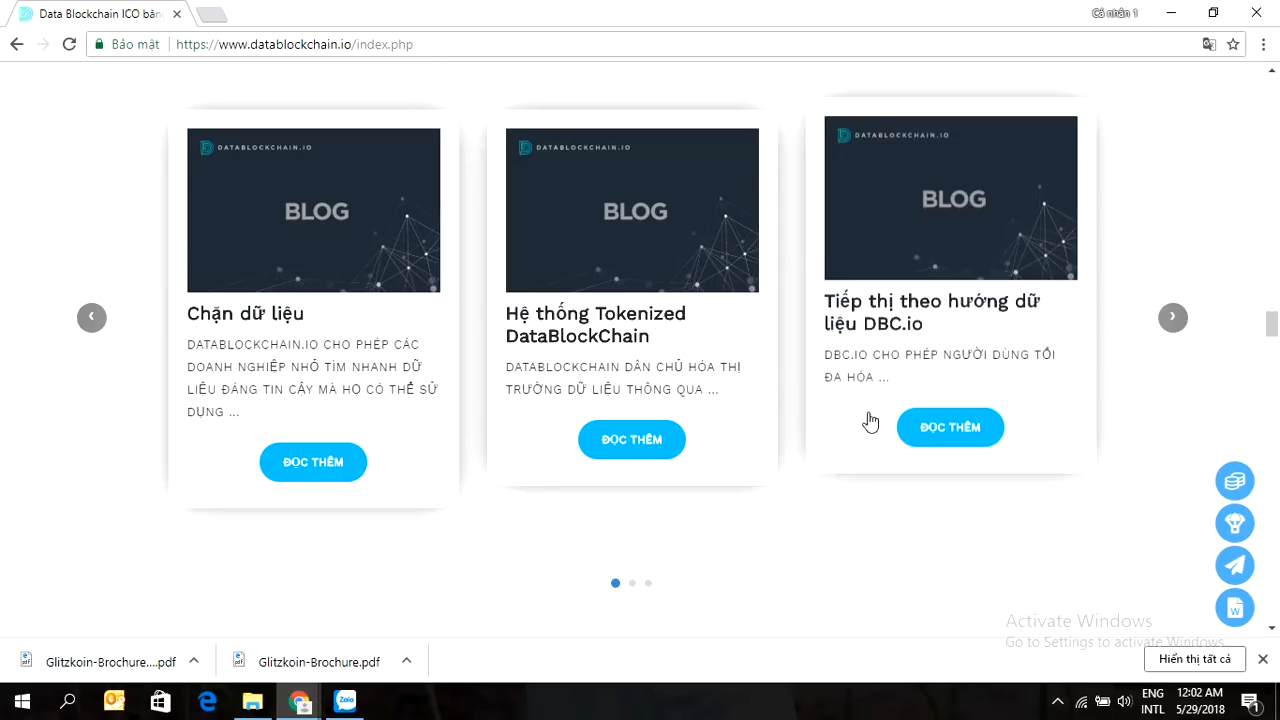 Data Blockchain ICO bằn
Cá nhân 1
Bảo mật
https://www.datablockchain.io/index.php
DATABLOCKCHAIN.IO
BLOG
Chặn dữ liệu
DATABLOCKCHAIN.IO CHO PHÉP CÁC
DOANH NGHIỆP NHỎ TÌM NHANH DỮ
LIỆU ĐÁNG TIN CẬY MÀ HỌ CÓ THỂ SỬ
DỤNG ...
ĐỌC THÊM
DATABLOCKCHAIN.IO
BLOG
Hệ thống Tokenized
DataBlockChain
DATABLOCKCHAIN DÂN CHỦ HÓA THỊ
TRƯỜNG DỮ LIỆU THÔNG QUA ...
ĐỌC THÊM
DATABLOCKCHAIN.IO
BLOG
Tiếp thị theo hướng dữ
liệu DBC.io
DBC.IO CHO PHÉP NGƯỜI DÙNG TỐI
ĐA HÓA ...
ĐỌC THÊM
Activate Windows
Go to Settings to activate Windows.
Glitzkoin-Brochure....pdf
Glitzkoin-Brochure.pdf
Hiển thị tất cả
Zalo
ENG
INTL
12:02 AM
5/29/2018
1